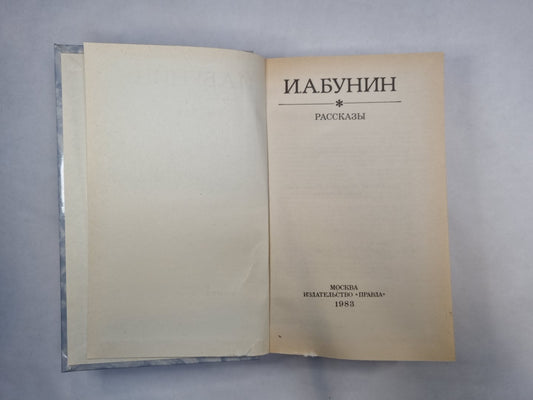 И.А.БУНИН
*
РАССКАЗЫ
МОСКВА
ИЗДАТЕЛЬСТВО «ПРАВДА»
1983